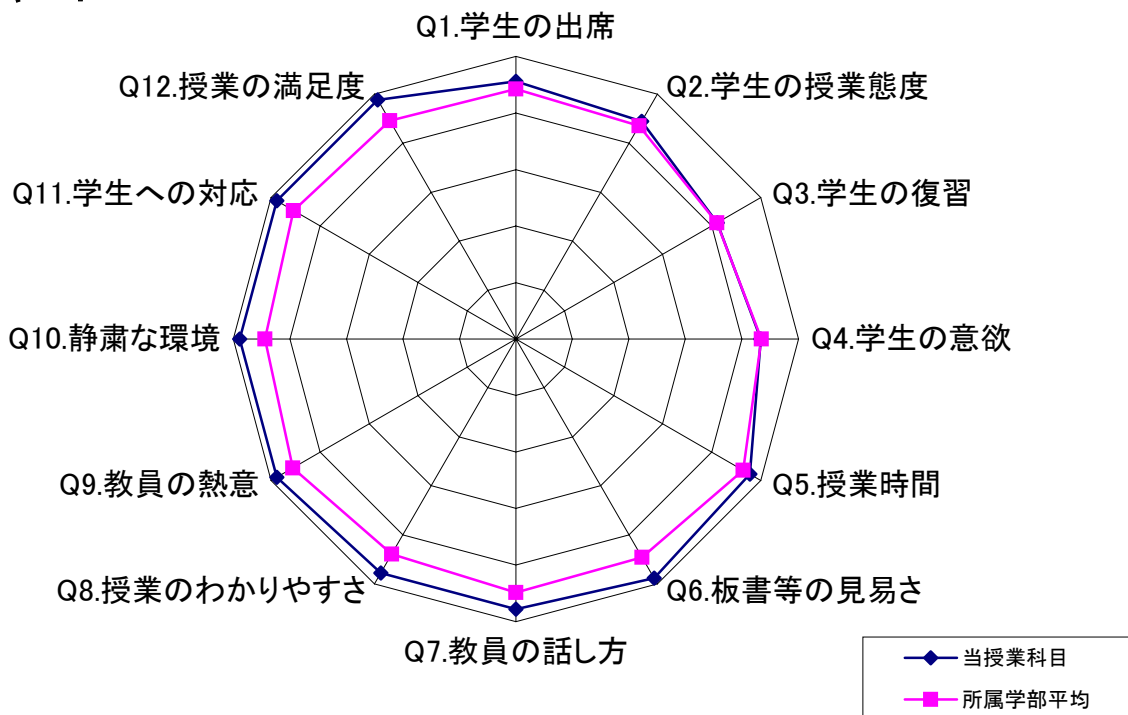 Q1.学生の出席
Q2.学生の授業態度
Q3.学生の復習
Q4.学生の意欲
Q5.授業時間
Q6.板書等の見易さ
Q7.教員の話し方
Q8.授業のわかりやすさ
Q9.教員の熱意
Q10.静粛な環境
Q11.学生への対応
Q12.授業の満足度
当授業科目
所属学部平均